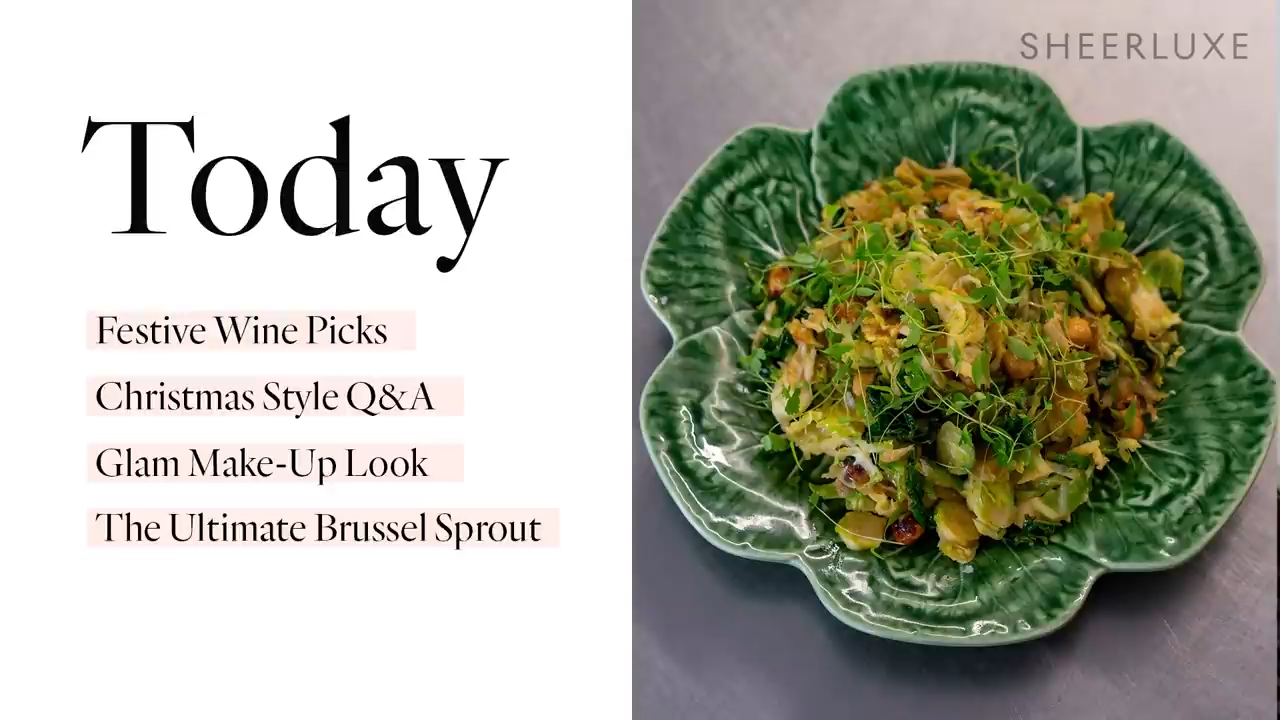 SHEERLUXE
Today
Festive Wine Picks
Christmas Style Q&A
Glam Make-Up Look
The Ultimate Brussel Sprout